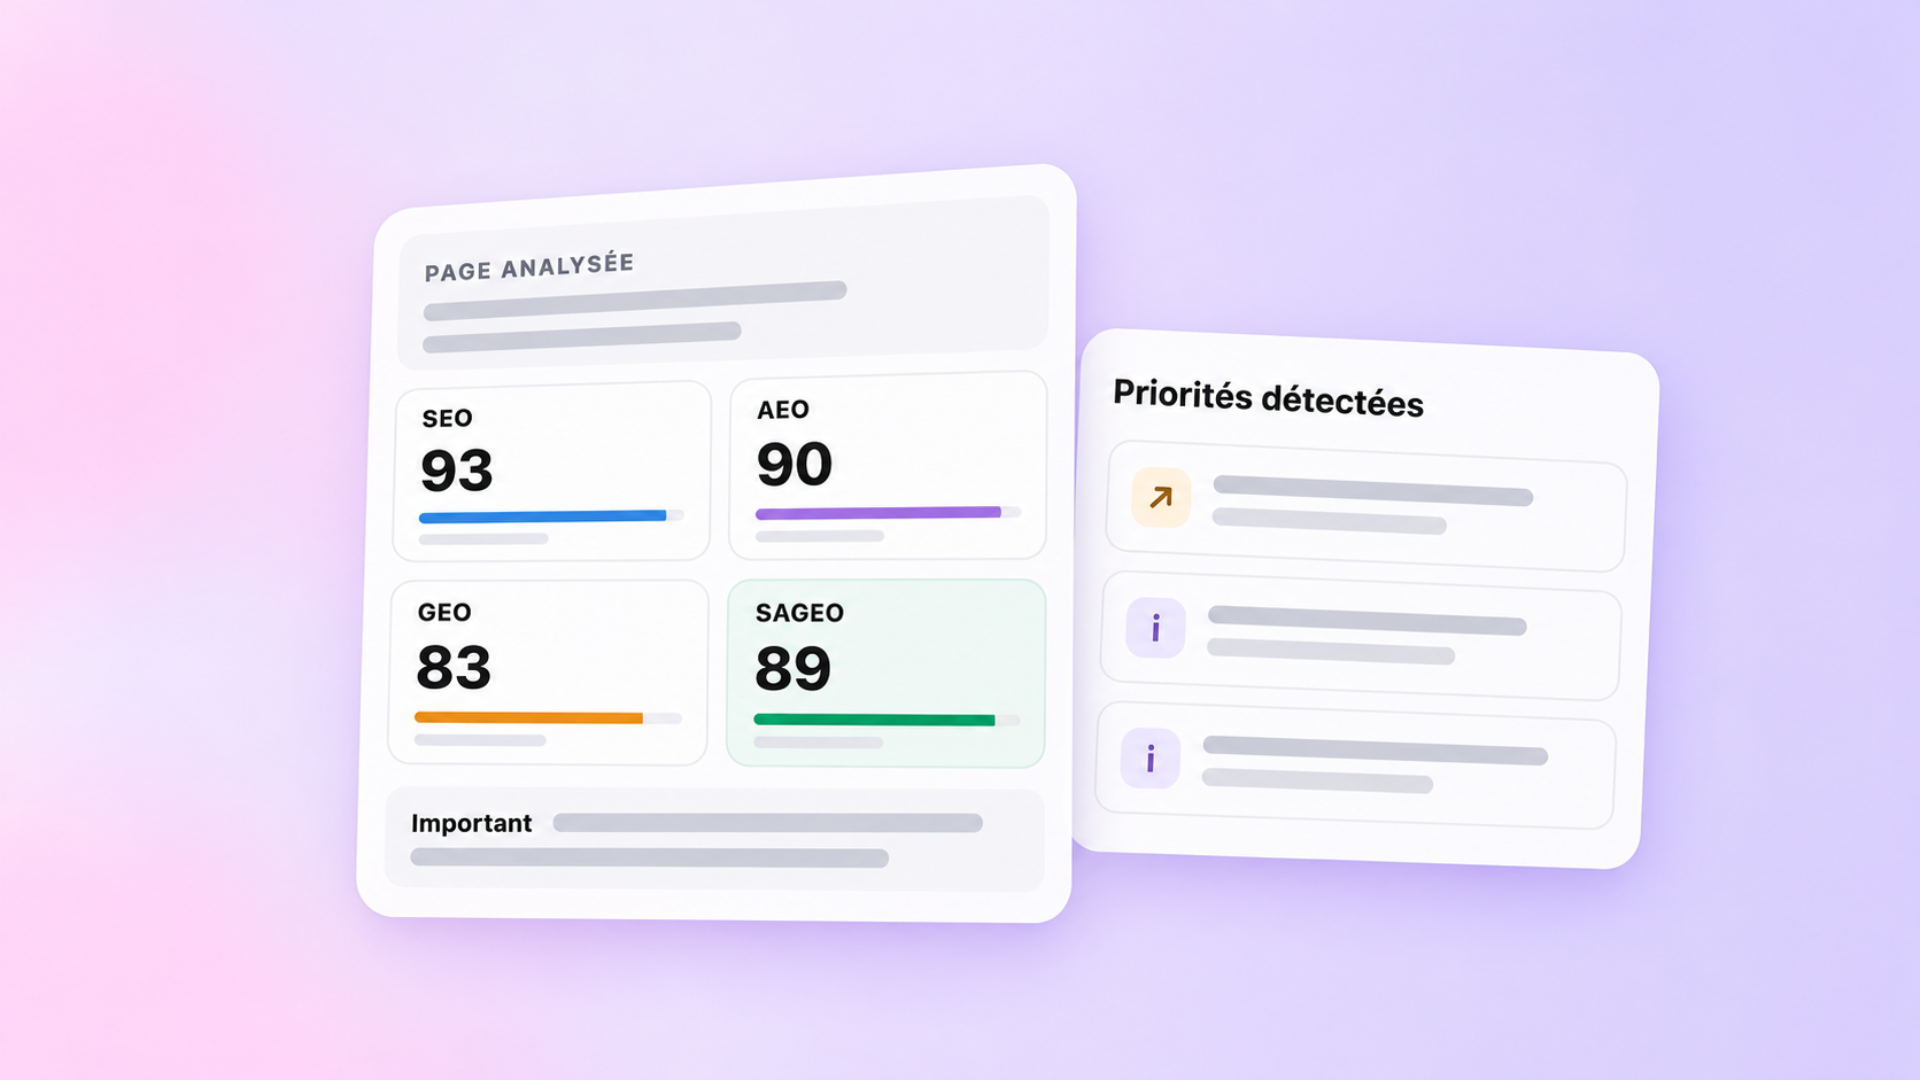 PAGE ANALYSÉE
SEO
93
AEO
90
GEO
83
SAGEO
89
Important
Priorités détectées